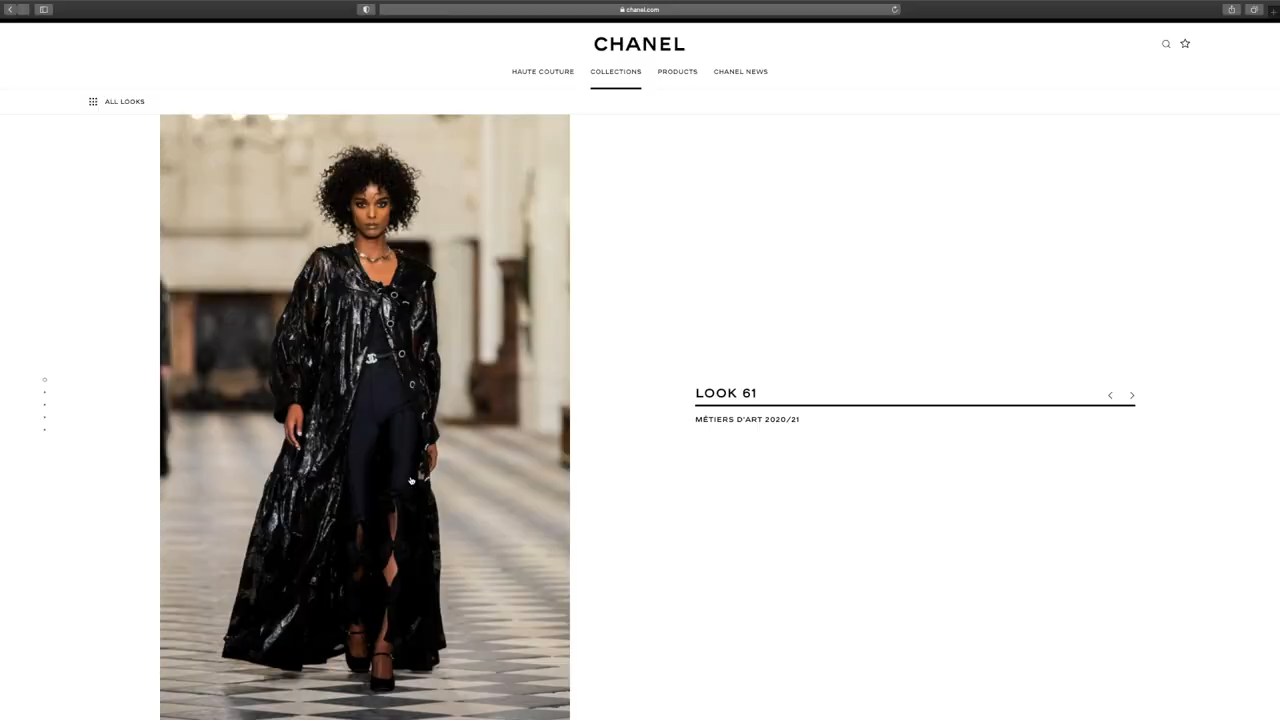 chanel.com
CHANEL
HAUTE COUTURE
COLLECTIONS
PRODUCTS
CHANEL NEWS
ALL LOOKS
LOOK 61
MÉTIERS D'ART 2020/21